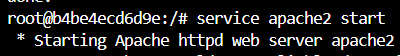 root@b4be4ecd6d9e:/# service apache2 start
* Starting Apache httpd web server apache2